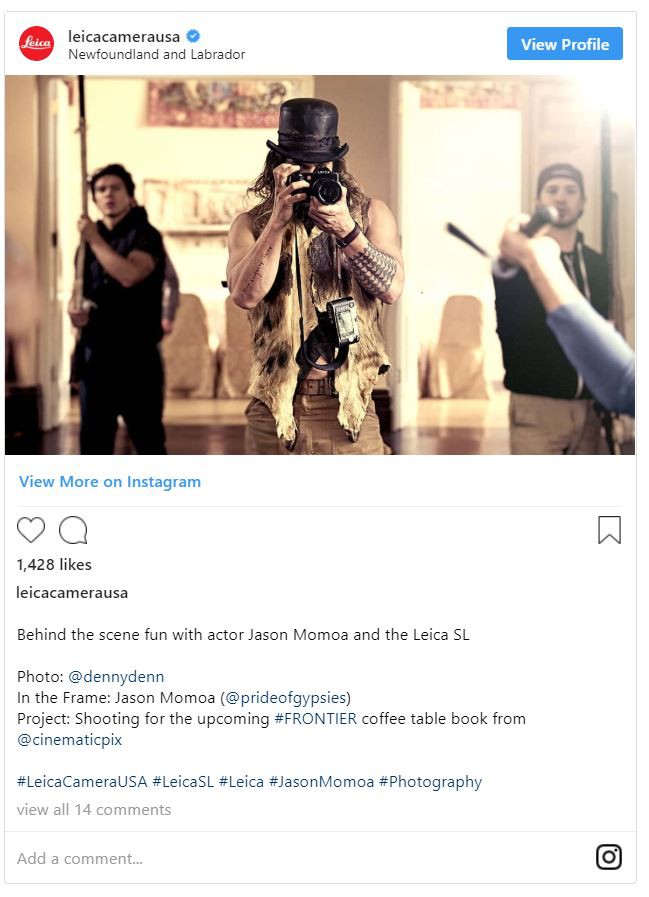 Leica
leicacamerausa
Newfoundland and Labrador
View Profile
LEICA
View More on Instagram
1,428 likes
leicacamerausa
Behind the scene fun with actor Jason Momoa and the Leica SL
Photo: @dennydenn
In the Frame: Jason Momoa (@prideofgypsies)
Project: Shooting for the upcoming #FRONTIER coffee table book from
@cinematicpix
#LeicaCameraUSA #LeicaSL #Leica #JasonMomoa #Photography
view all 14 comments
Add a comment...